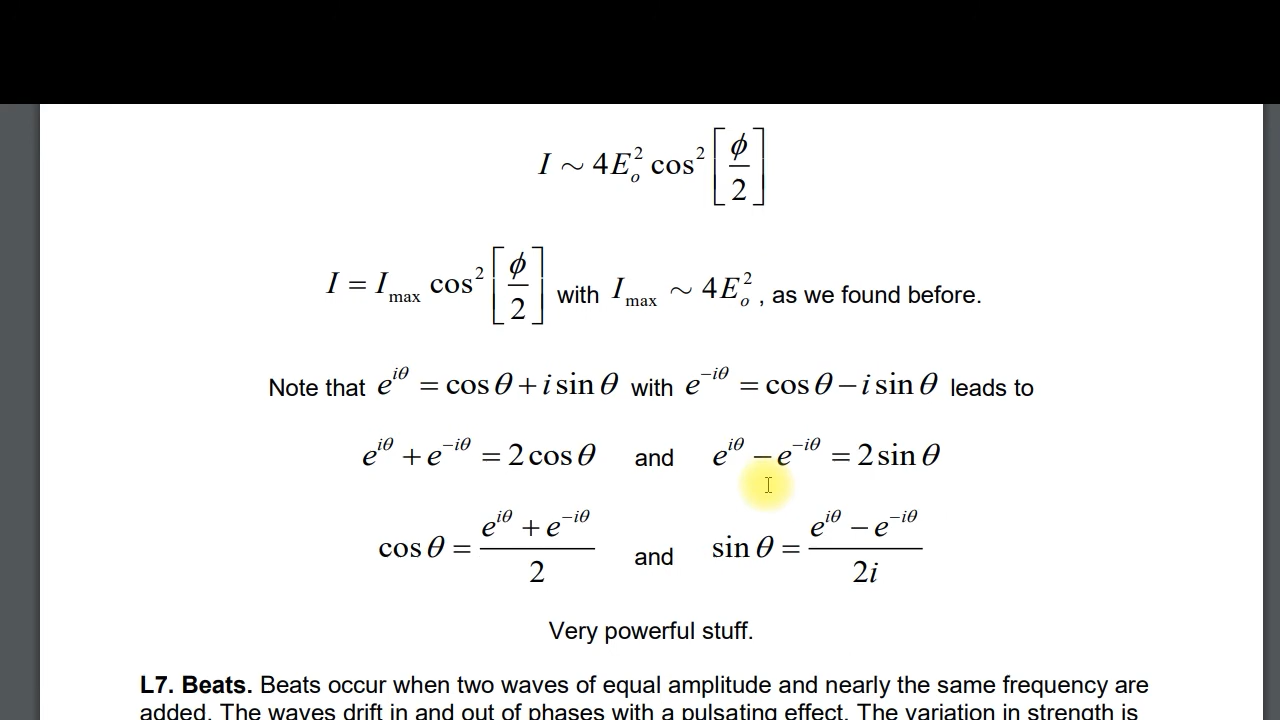 I ∼ 4E_o^2 cos^2 [ϕ/2]
I = I_max cos^2 [ϕ/2] with I_max ∼ 4E_o^2, as we found before.
Note that e^{iθ} = cos θ + i sin θ with e^{−iθ} = cos θ − i sin θ leads to
e^{iθ} + e^{−iθ} = 2 cos θ and e^{iθ} − e^{−iθ} = 2 sin θ
cos θ = (e^{iθ} + e^{−iθ})/2 and sin θ = (e^{iθ} − e^{−iθ})/2i
Very powerful stuff.
L7. Beats. Beats occur when two waves of equal amplitude and nearly the same frequency are
added. The waves drift in and out of phases with a pulsating effect. The variation in strength is